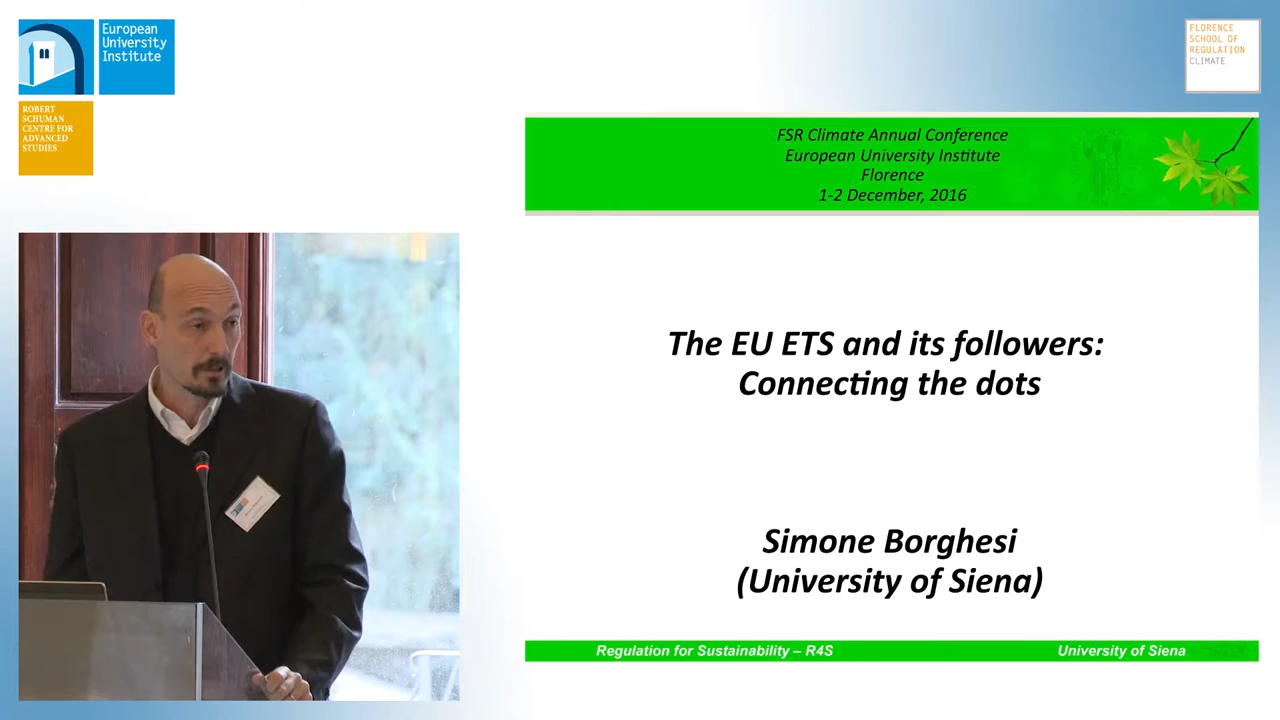 European
University
Institute
ROBERT
SCHUMAN
CENTRE FOR
ADVANCED
STUDIES
FLORENCE
SCHOOL OF
REGULATION
CLIMATE
FSR Climate Annual Conference
European University Institute
Florence
1-2 December, 2016
The EU ETS and its followers:
Connecting the dots
Simone Borghesi
(University of Siena)
Regulation for Sustainability – R4S
University of Siena